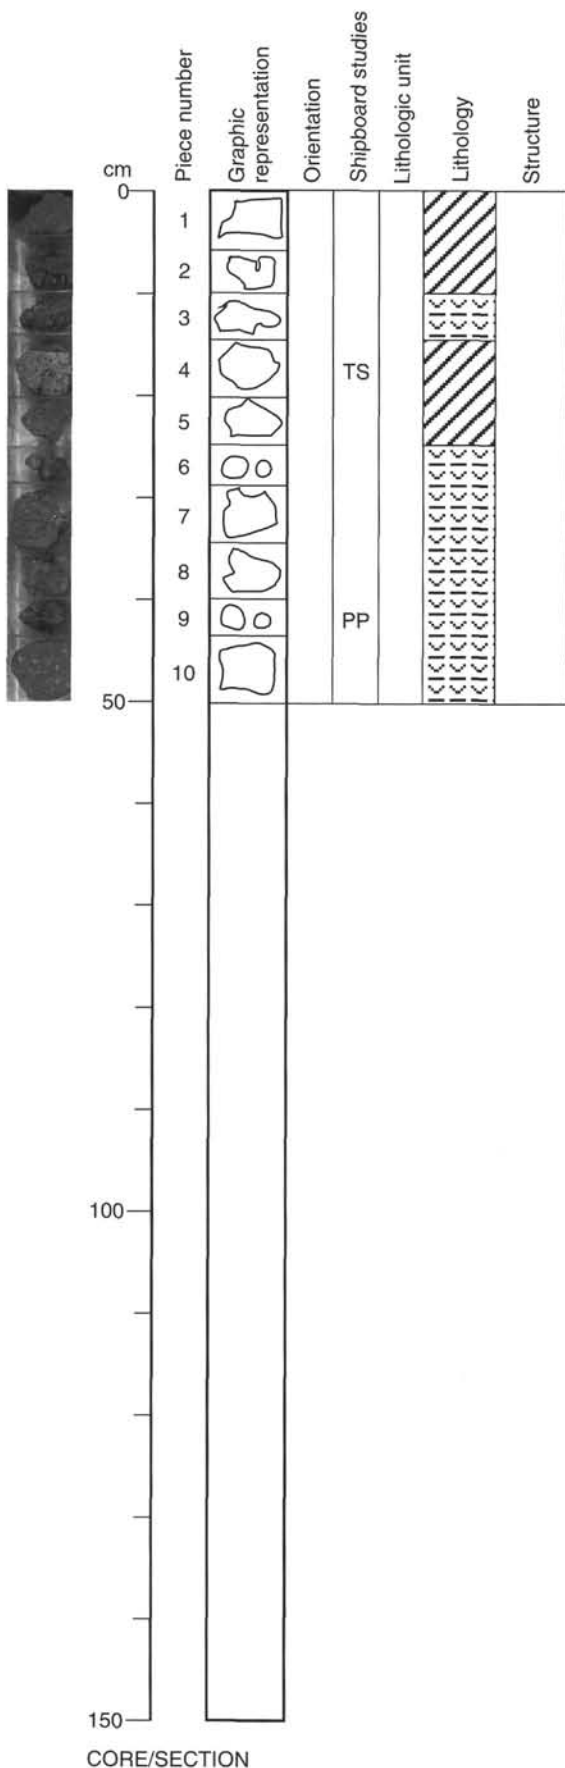 cm
Piece number
Graphic
representation
Orientation
Shipboard studies
Lithologic unit
Lithology
Structure
0
1
2
3
4 TS
5
6
7
8
9 PP
10
50
100
150
CORE/SECTION